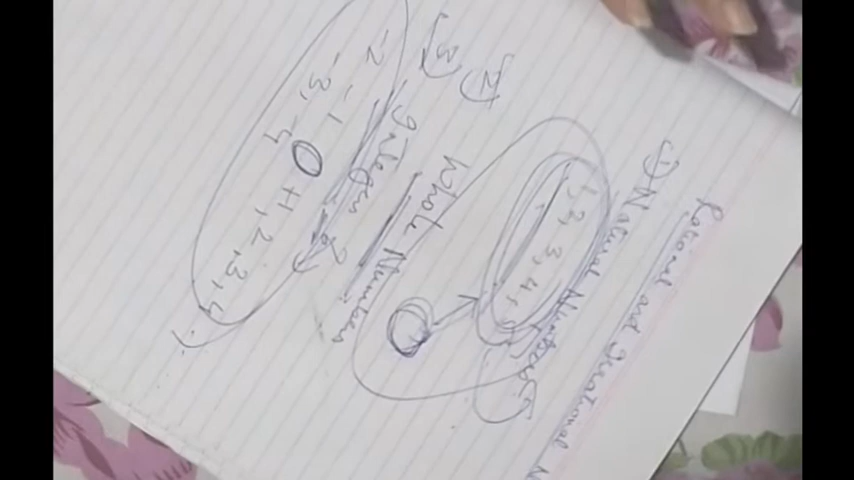 Rational and Irrational N
1) Natural Numbers
1, 2, 3, 4, 5
0
2) Whole Numbers
3) Integers
-2 -1
-3, -4 0 +1, 2, 3, 4